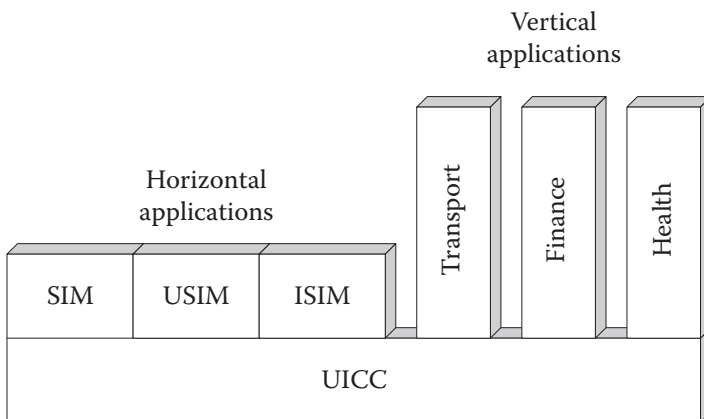 Vertical
applications
Horizontal
applications
Transport
Finance
Health
SIM
USIM
ISIM
UICC